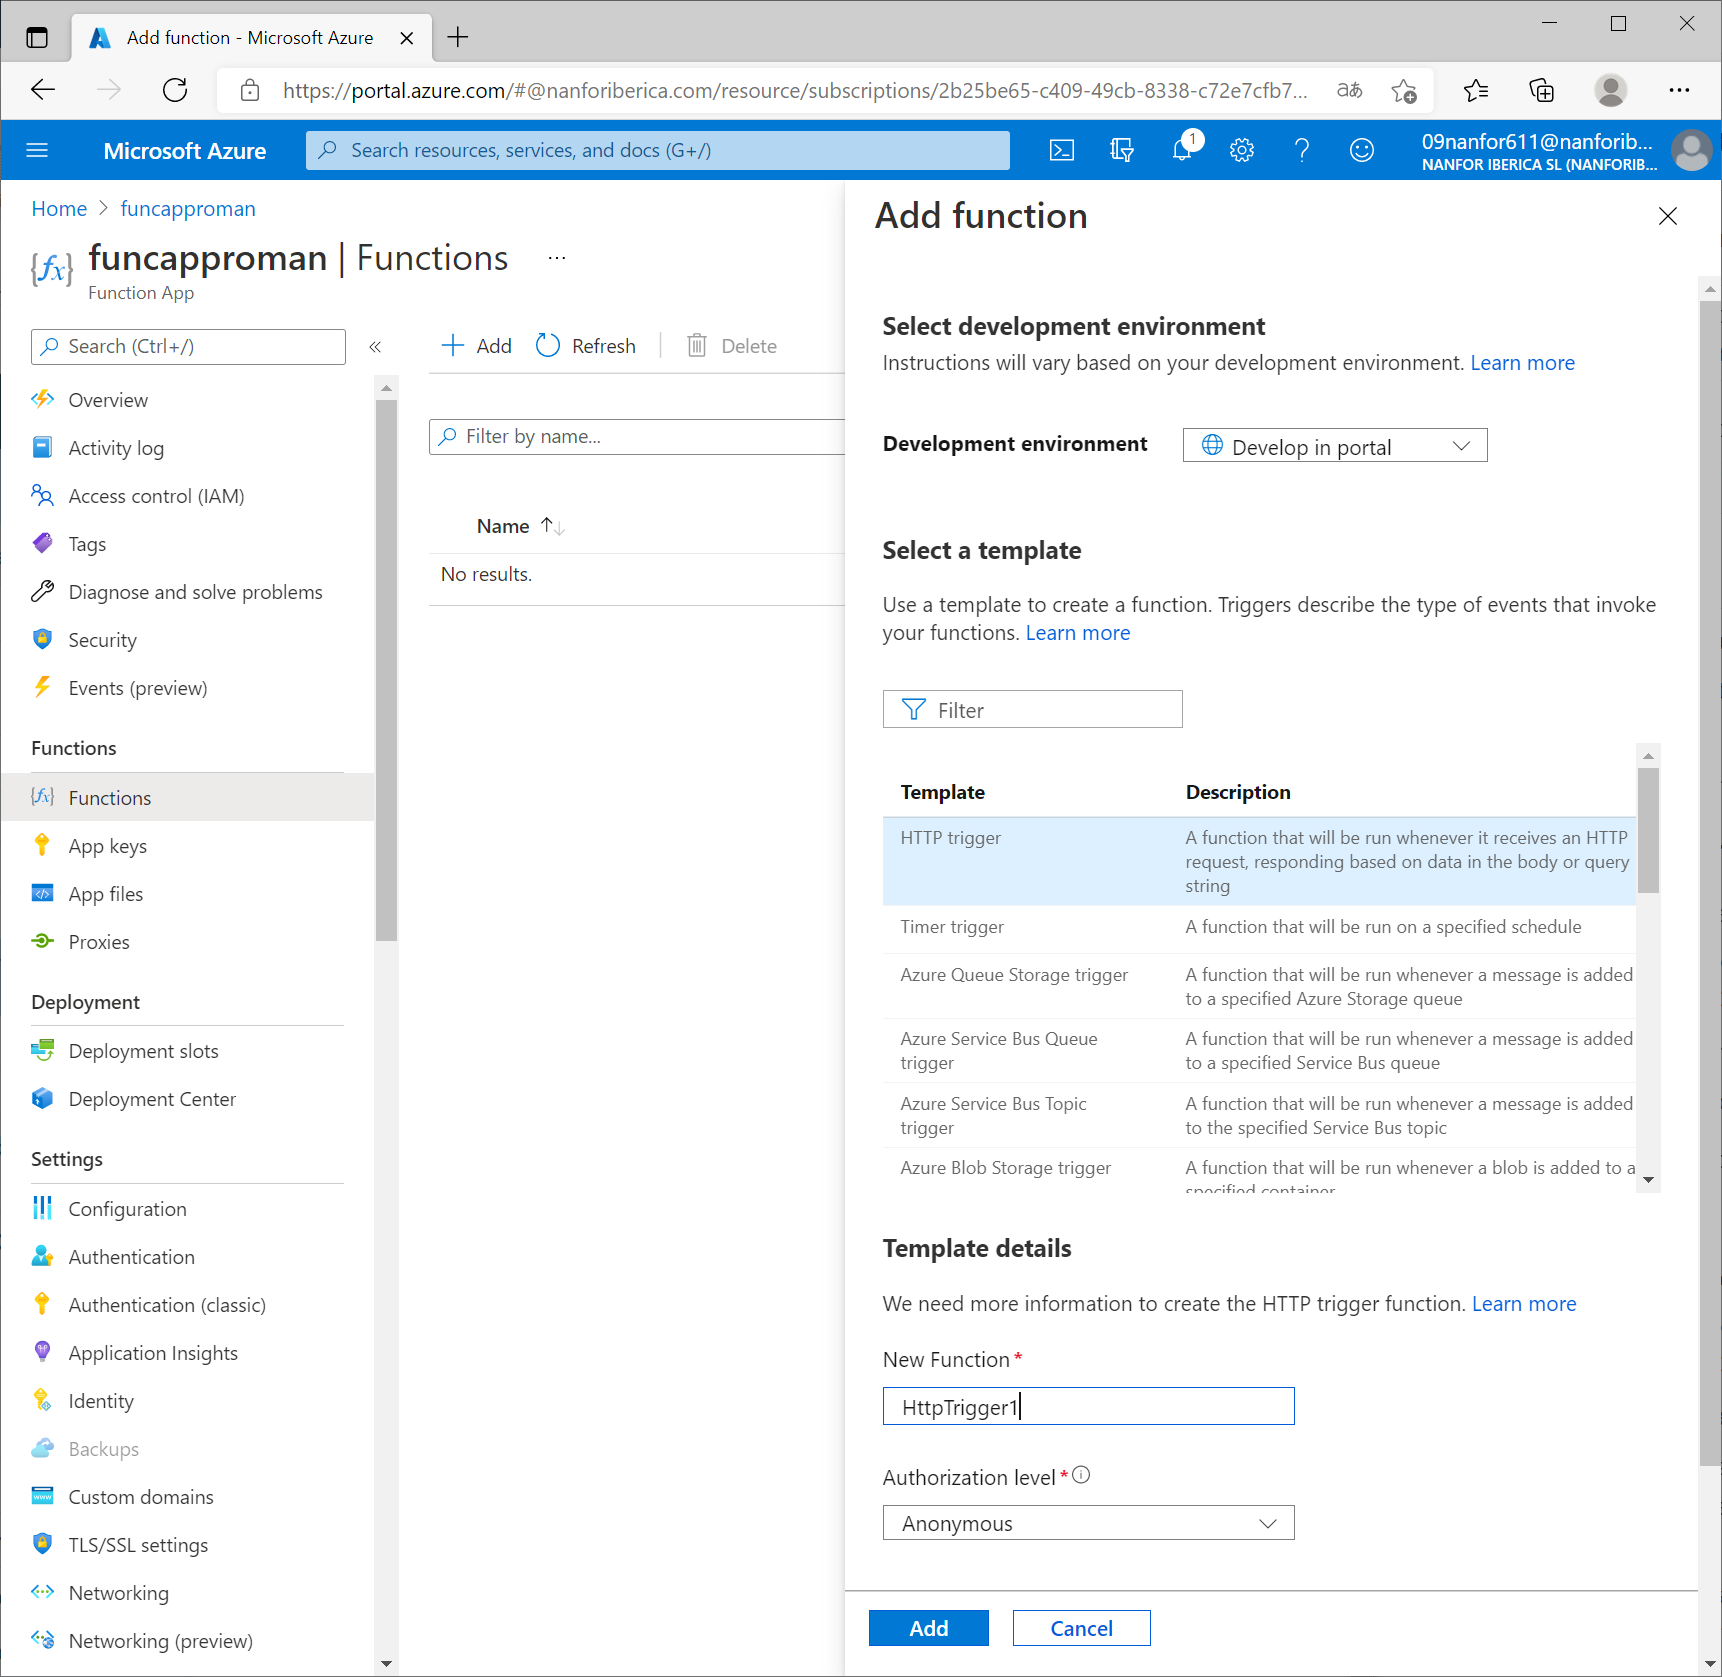 Add function - Microsoft Azure
https://portal.azure.com/#@nanforiberica.com/resource/subscriptions/2b25be65-c409-49cb-8338-c72e7cfb7...
aあ
Microsoft Azure
Search resources, services, and docs (G+/)
1
09nanfor611@nanforib...
NANFOR IBERICA SL (NANFORIB...
Home > funcapproman
funcapproman | Functions ...
Function App
Search (Ctrl+/)
«
Overview
Activity log
Access control (IAM)
Tags
Diagnose and solve problems
Security
Events (preview)
Functions
Functions
App keys
App files
Proxies
Deployment
Deployment slots
Deployment Center
Settings
Configuration
Authentication
Authentication (classic)
Application Insights
Identity
Backups
Custom domains
TLS/SSL settings
Networking
Networking (preview)
Add
Refresh
Delete
Filter by name...
Name
No results.
Add function
Select development environment
Instructions will vary based on your development environment. Learn more
Development environment
Develop in portal
Select a template
Use a template to create a function. Triggers describe the type of events that invoke
your functions. Learn more
Filter
Template
Description
HTTP trigger
A function that will be run whenever it receives an HTTP
request, responding based on data in the body or query
string
Timer trigger
A function that will be run on a specified schedule
Azure Queue Storage trigger
A function that will be run whenever a message is added
to a specified Azure Storage queue
Azure Service Bus Queue
trigger
A function that will be run whenever a message is added
to a specified Service Bus queue
Azure Service Bus Topic
trigger
A function that will be run whenever a message is added
to the specified Service Bus topic
Azure Blob Storage trigger
A function that will be run whenever a blob is added to a
specified container
Template details
We need more information to create the HTTP trigger function. Learn more
New Function *
HttpTrigger1
Authorization level *
Anonymous
Add
Cancel